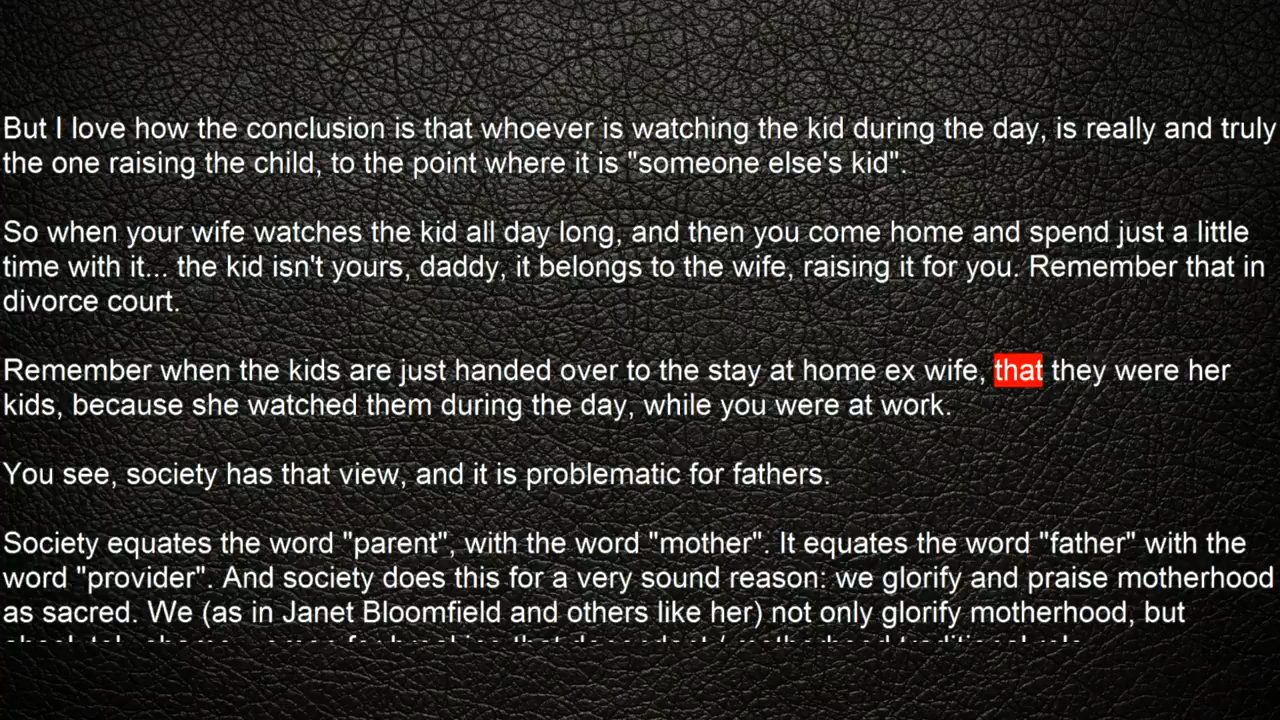 But I love how the conclusion is that whoever is watching the kid during the day, is really and truly
the one raising the child, to the point where it is "someone else's kid".
So when your wife watches the kid all day long, and then you come home and spend just a little
time with it... the kid isn't yours, daddy, it belongs to the wife, raising it for you. Remember that in
divorce court.
Remember when the kids are just handed over to the stay at home ex wife, that they were her
kids, because she watched them during the day, while you were at work.
You see, society has that view, and it is problematic for fathers.
Society equates the word "parent", with the word "mother". It equates the word "father" with the
word "provider". And society does this for a very sound reason: we glorify and praise motherhood
as sacred. We (as in Janet Bloomfield and others like her) not only glorify motherhood, but